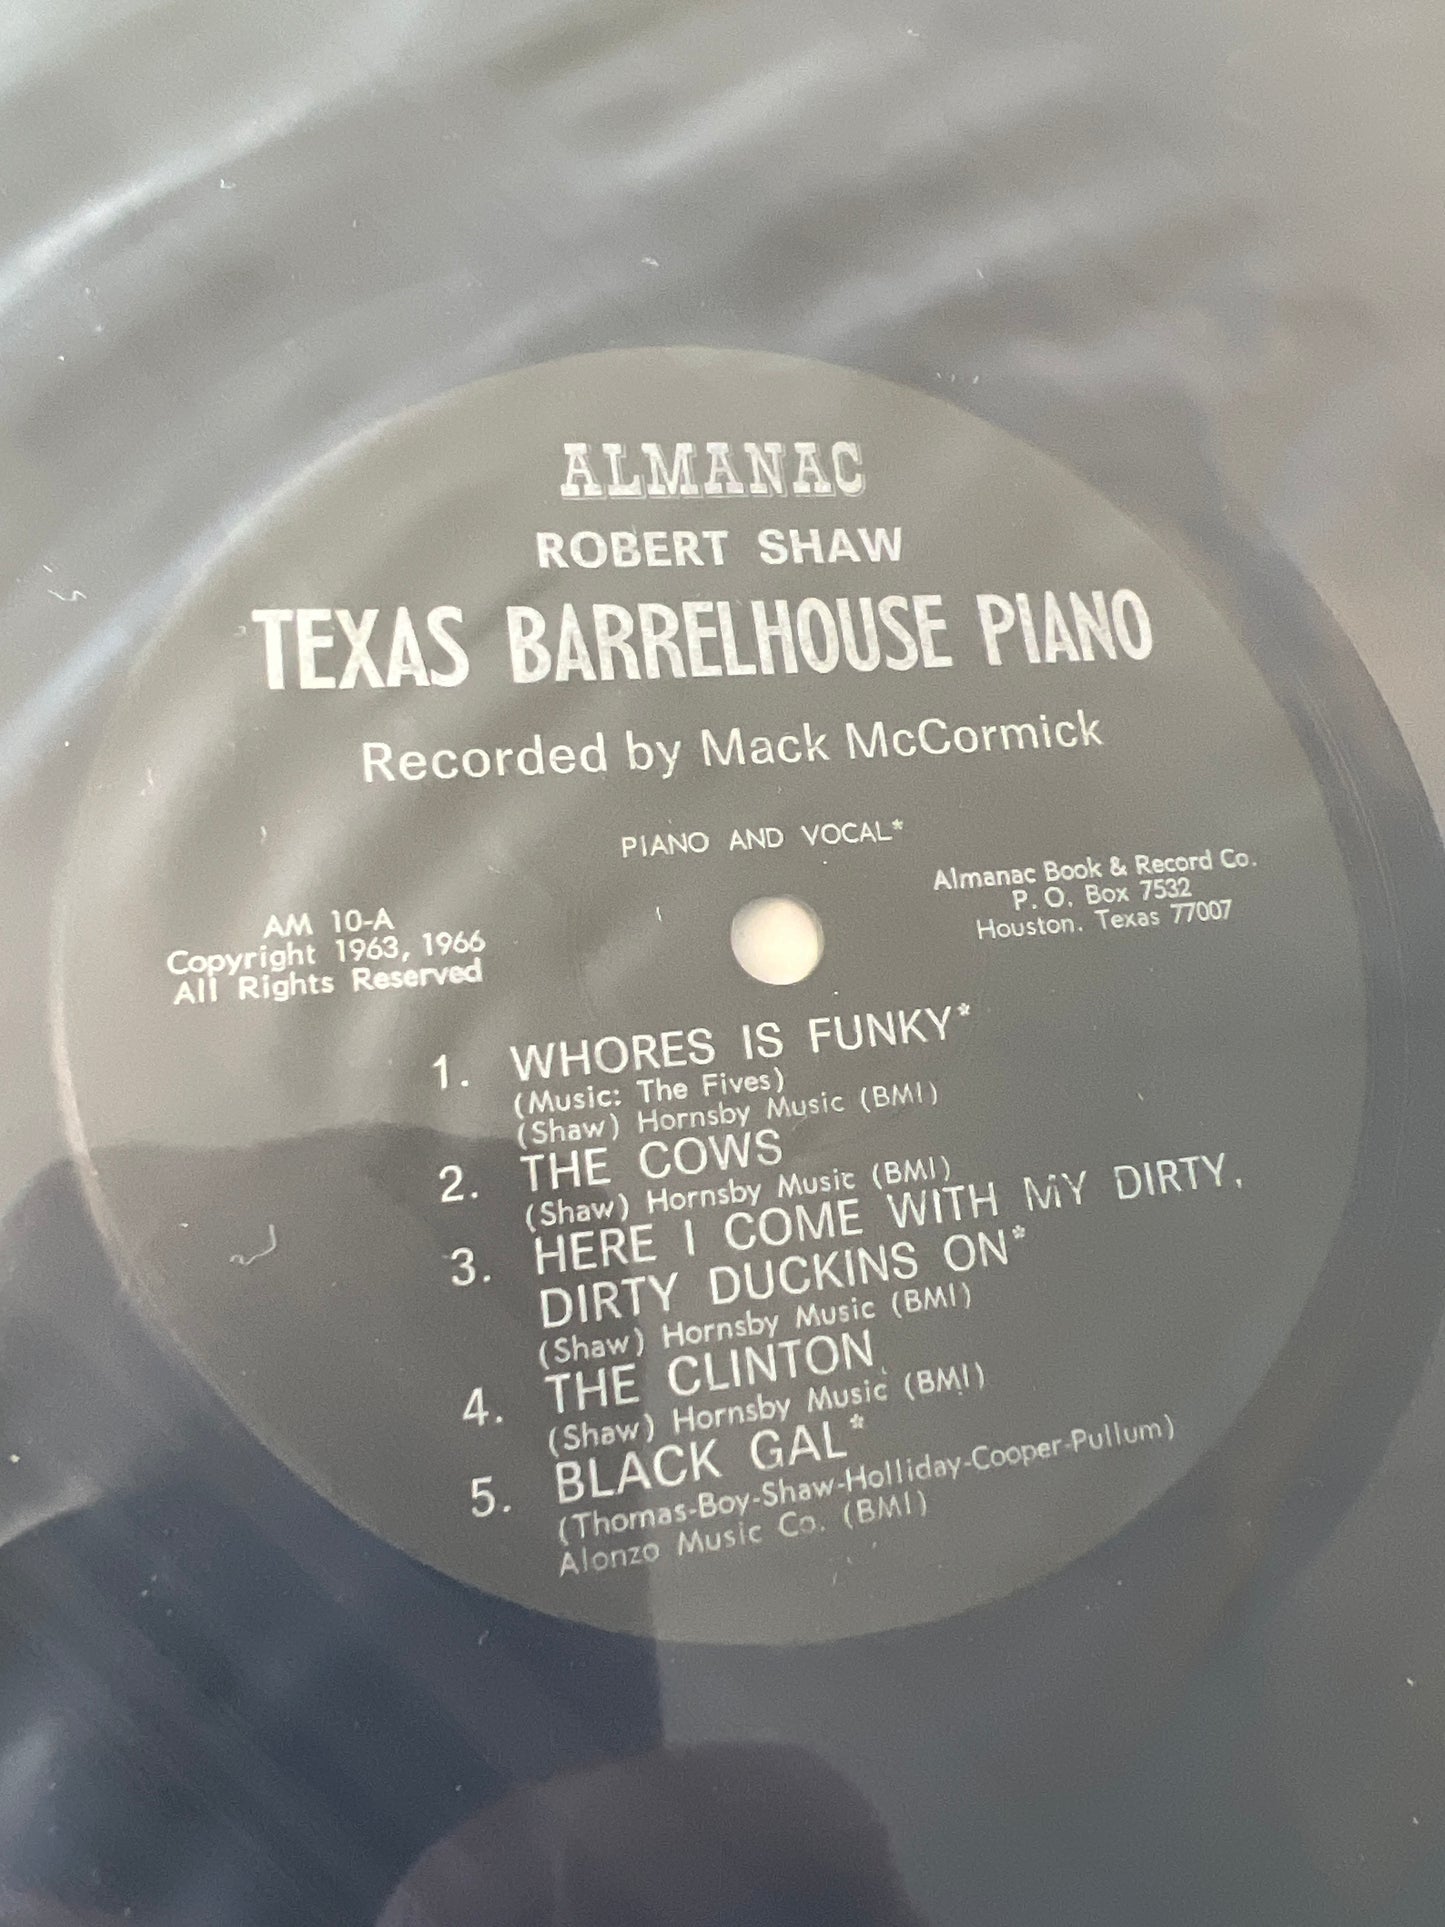 ALMANAC
ROBERT SHAW
TEXAS BARRELHOUSE PIANO
Recorded by Mack McCormick
PIANO AND VOCAL*
AM 10-A
Copyright 1963, 1966
All Rights Reserved
Almanac Book & Record Co.
P. O. Box 7532
Houston, Texas 77007
1. WHORES IS FUNKY*
(Music: The Fives)
(Shaw) Hornsby Music (BMI)
2. THE COWS
(Shaw) Hornsby Music (BMI)
3. HERE I COME WITH MY DIRTY,
DIRTY DUCKINS ON*
(Shaw) Hornsby Music (BMI)
4. THE CLINTON
(Shaw) Hornsby Music (BMI)
5. BLACK GAL*
(Thomas-Boy-Shaw-Holliday-Cooper-Pullum)
Alonzo Music Co. (BMI)